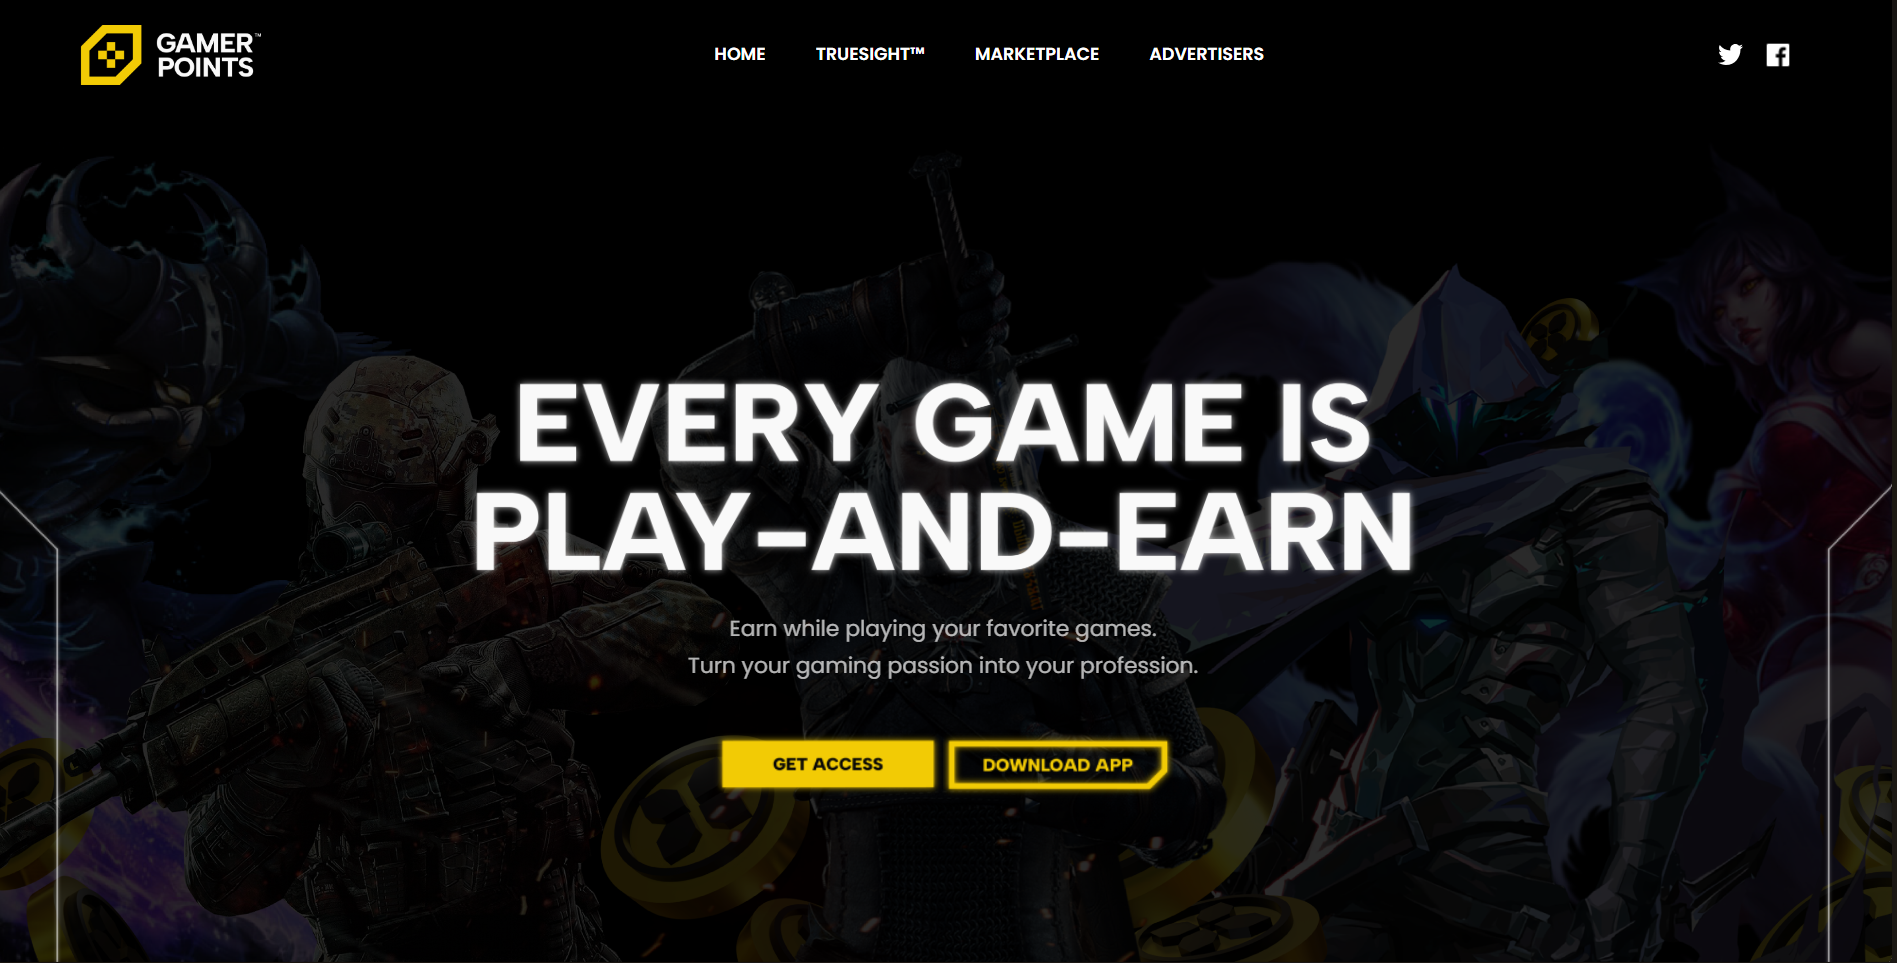 GAMER™
POINTS
HOME
TRUESIGHT™
MARKETPLACE
ADVERTISERS
EVERY GAME IS
PLAY-AND-EARN
Earn while playing your favorite games.
Turn your gaming passion into your profession.
GET ACCESS
DOWNLOAD APP